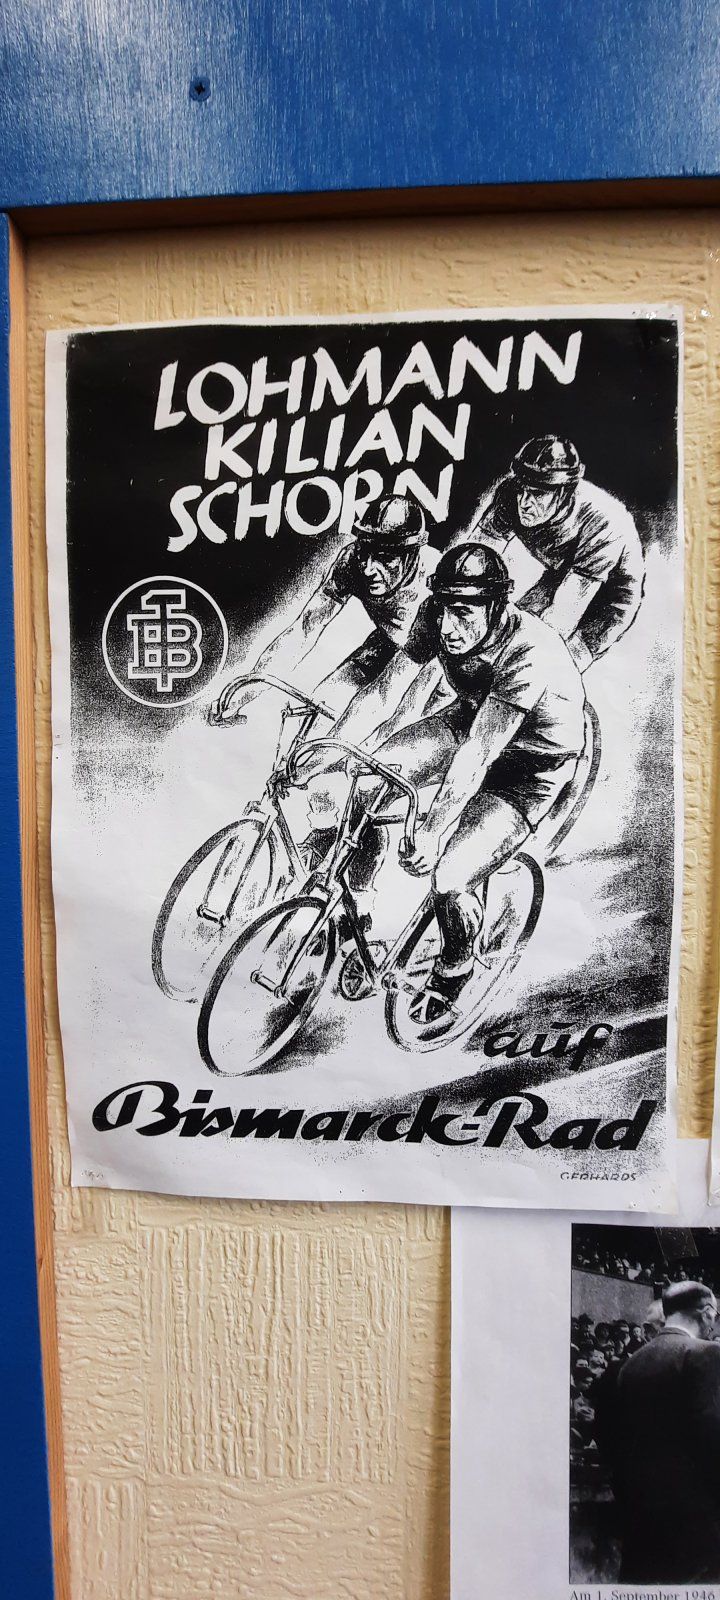 LOHMANN
KILIAN
SCHORN
auf
Bismarck-Rad
GERHARDS
Am 1. September 1946